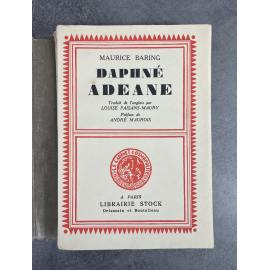 MAURICE BARING
DAPHNÉ
ADEANE
Traduit de l'anglais par
LOUISE FAISANS-MAURY
Préface de
ANDRÉ MAUROIS
A PARIS
LIBRAIRIE STOCK
Delamain et Boutelleau